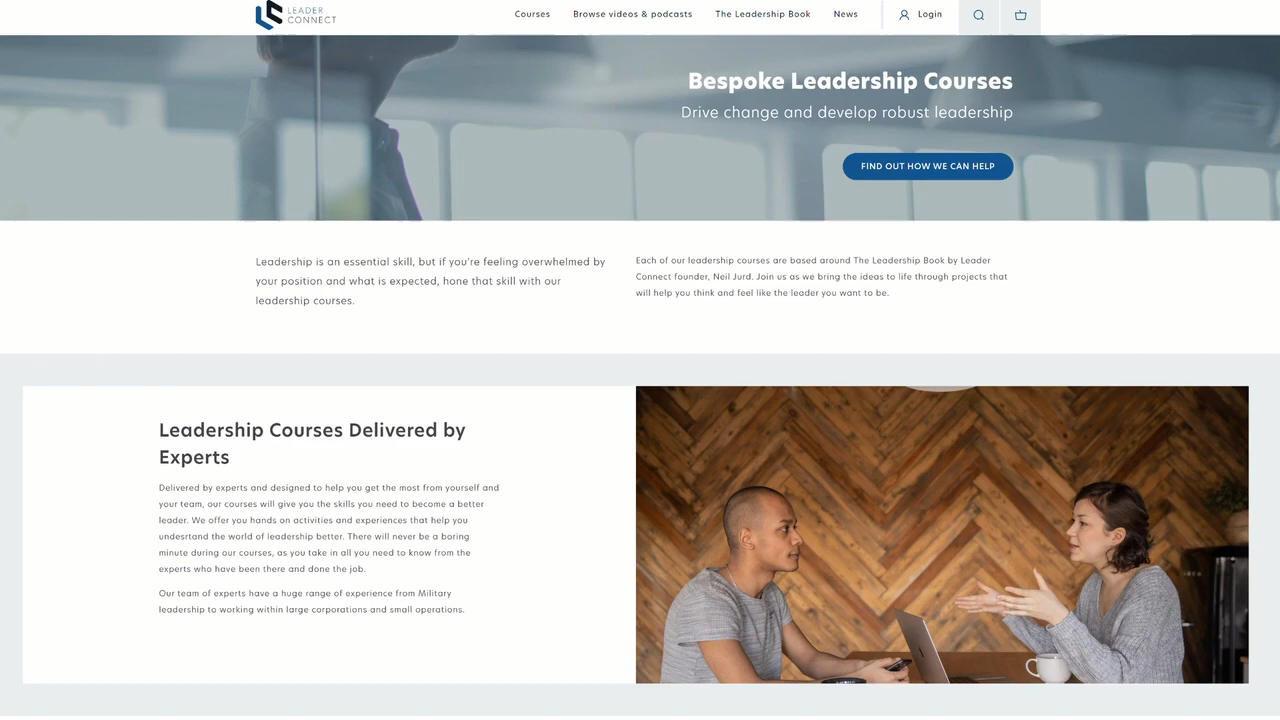 LEADER
CONNECT
Courses
Browse videos & podcasts
The Leadership Book
News
Login
Bespoke Leadership Courses
Drive change and develop robust leadership
FIND OUT HOW WE CAN HELP
Leadership is an essential skill, but if you're feeling overwhelmed by
your position and what is expected, hone that skill with our
leadership courses.
Each of our leadership courses are based around The Leadership Book by Leader
Connect founder, Neil Jurd. Join us as we bring the ideas to life through projects that
will help you think and feel like the leader you want to be.
Leadership Courses Delivered by
Experts
Delivered by experts and designed to help you get the most from yourself and
your team, our courses will give you the skills you need to become a better
leader. We offer you hands on activities and experiences that help you
undesrtand the world of leadership better. There will never be a boring
minute during our courses, as you take in all you need to know from the
experts who have been there and done the job.
Our team of experts have a huge range of experience from Military
leadership to working within large corporations and small operations.